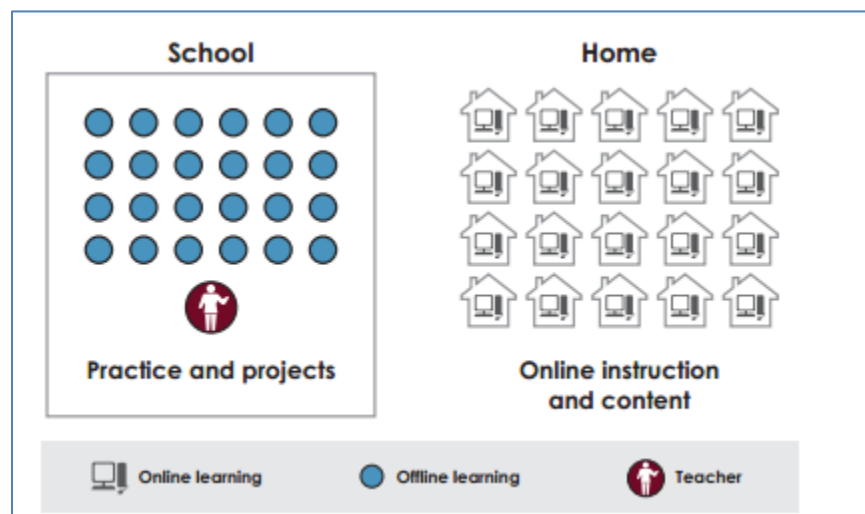 School
Home
Practice and projects
Online instruction
and content
Online learning
Offline learning
Teacher